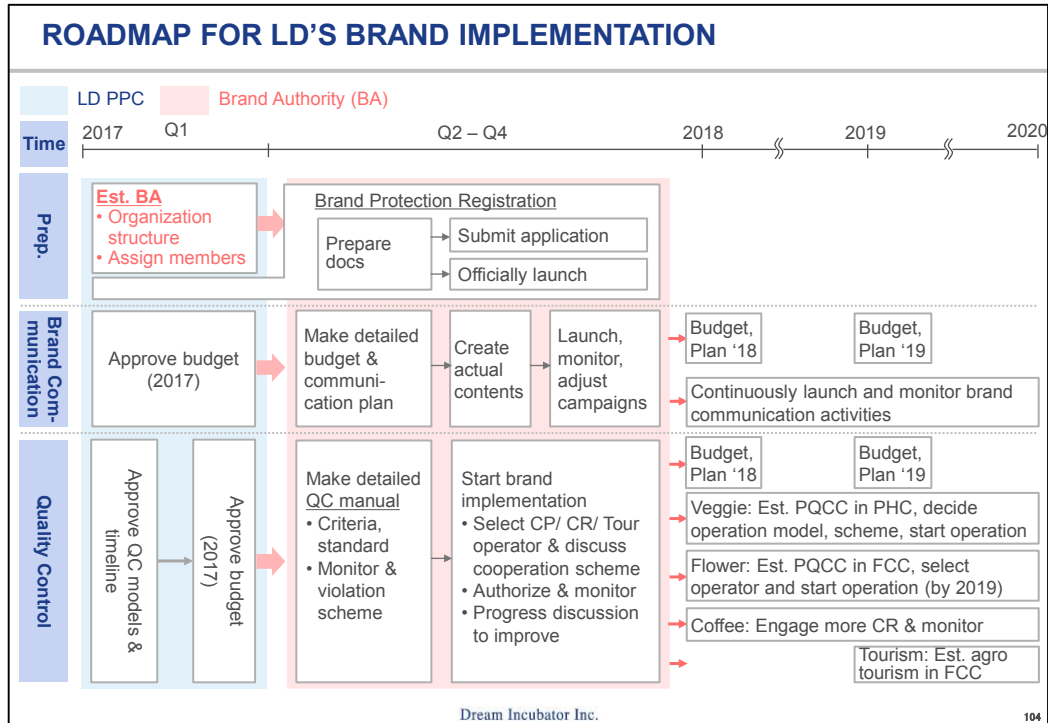 ROADMAP FOR LD'S BRAND IMPLEMENTATION
LD PPC
Brand Authority (BA)
Time
2017
Q1
Q2 – Q4
2018
2019
2020
Prep.
Est. BA
• Organization
structure
• Assign members
Brand Protection Registration
Prepare
docs
Submit application
Officially launch
Brand Com-
munication
Approve budget
(2017)
Make detailed
budget &
communi-
cation plan
Create
actual
contents
Launch,
monitor,
adjust
campaigns
Budget,
Plan ‘18
Budget,
Plan ‘19
Continuously launch and monitor brand
communication activities
Quality Control
Approve QC models &
timeline
Approve budget
(2017)
Make detailed
QC manual
• Criteria,
standard
• Monitor &
violation
scheme
Start brand
implementation
• Select CP/ CR/ Tour
operator & discuss
cooperation scheme
• Authorize & monitor
• Progress discussion
to improve
Budget,
Plan ‘18
Budget,
Plan ‘19
Veggie: Est. PQCC in PHC, decide
operation model, scheme, start operation
Flower: Est. PQCC in FCC, select
operator and start operation (by 2019)
Coffee: Engage more CR & monitor
Tourism: Est. agro
tourism in FCC
Dream Incubator Inc.
104